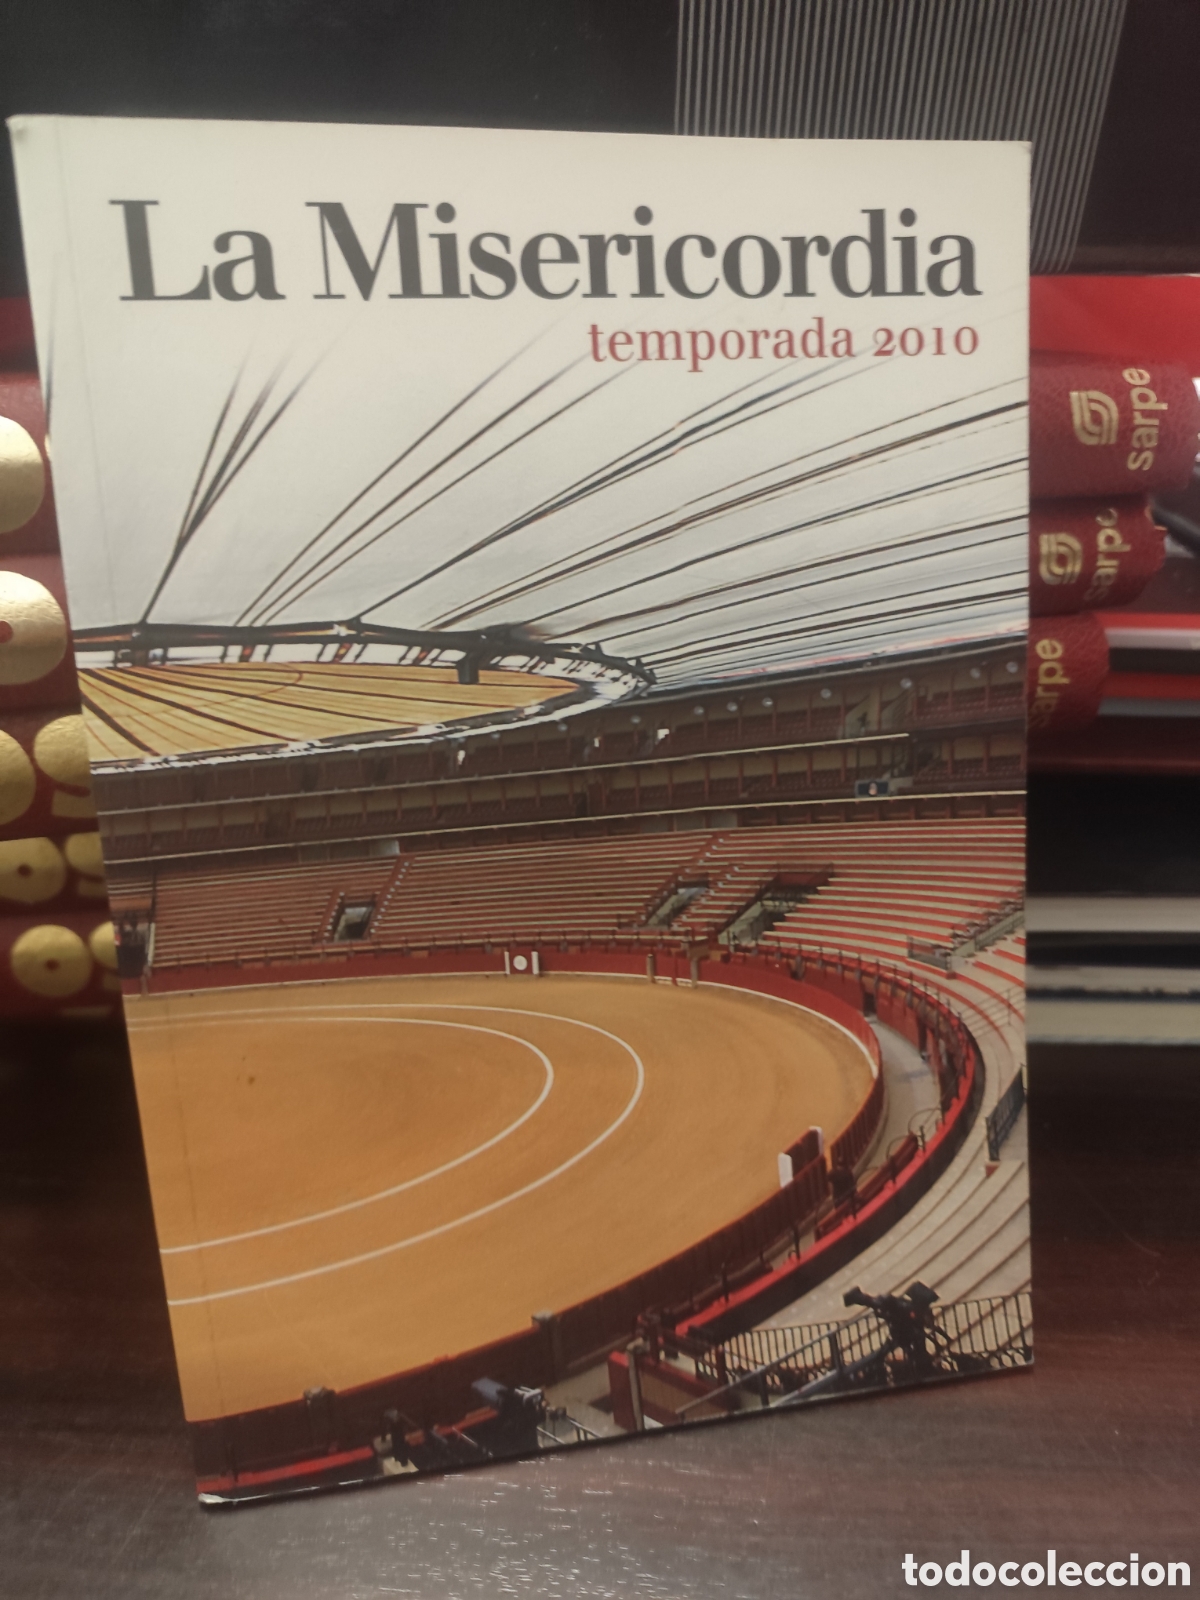 La Misericordia
temporada 2010
sarpe
sarpe
sarpe
todocoleccion